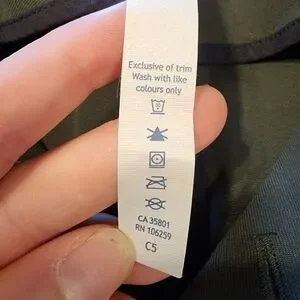 Exclusive of trim
Wash with like
colours only
CA 35801
RN 106259
C5